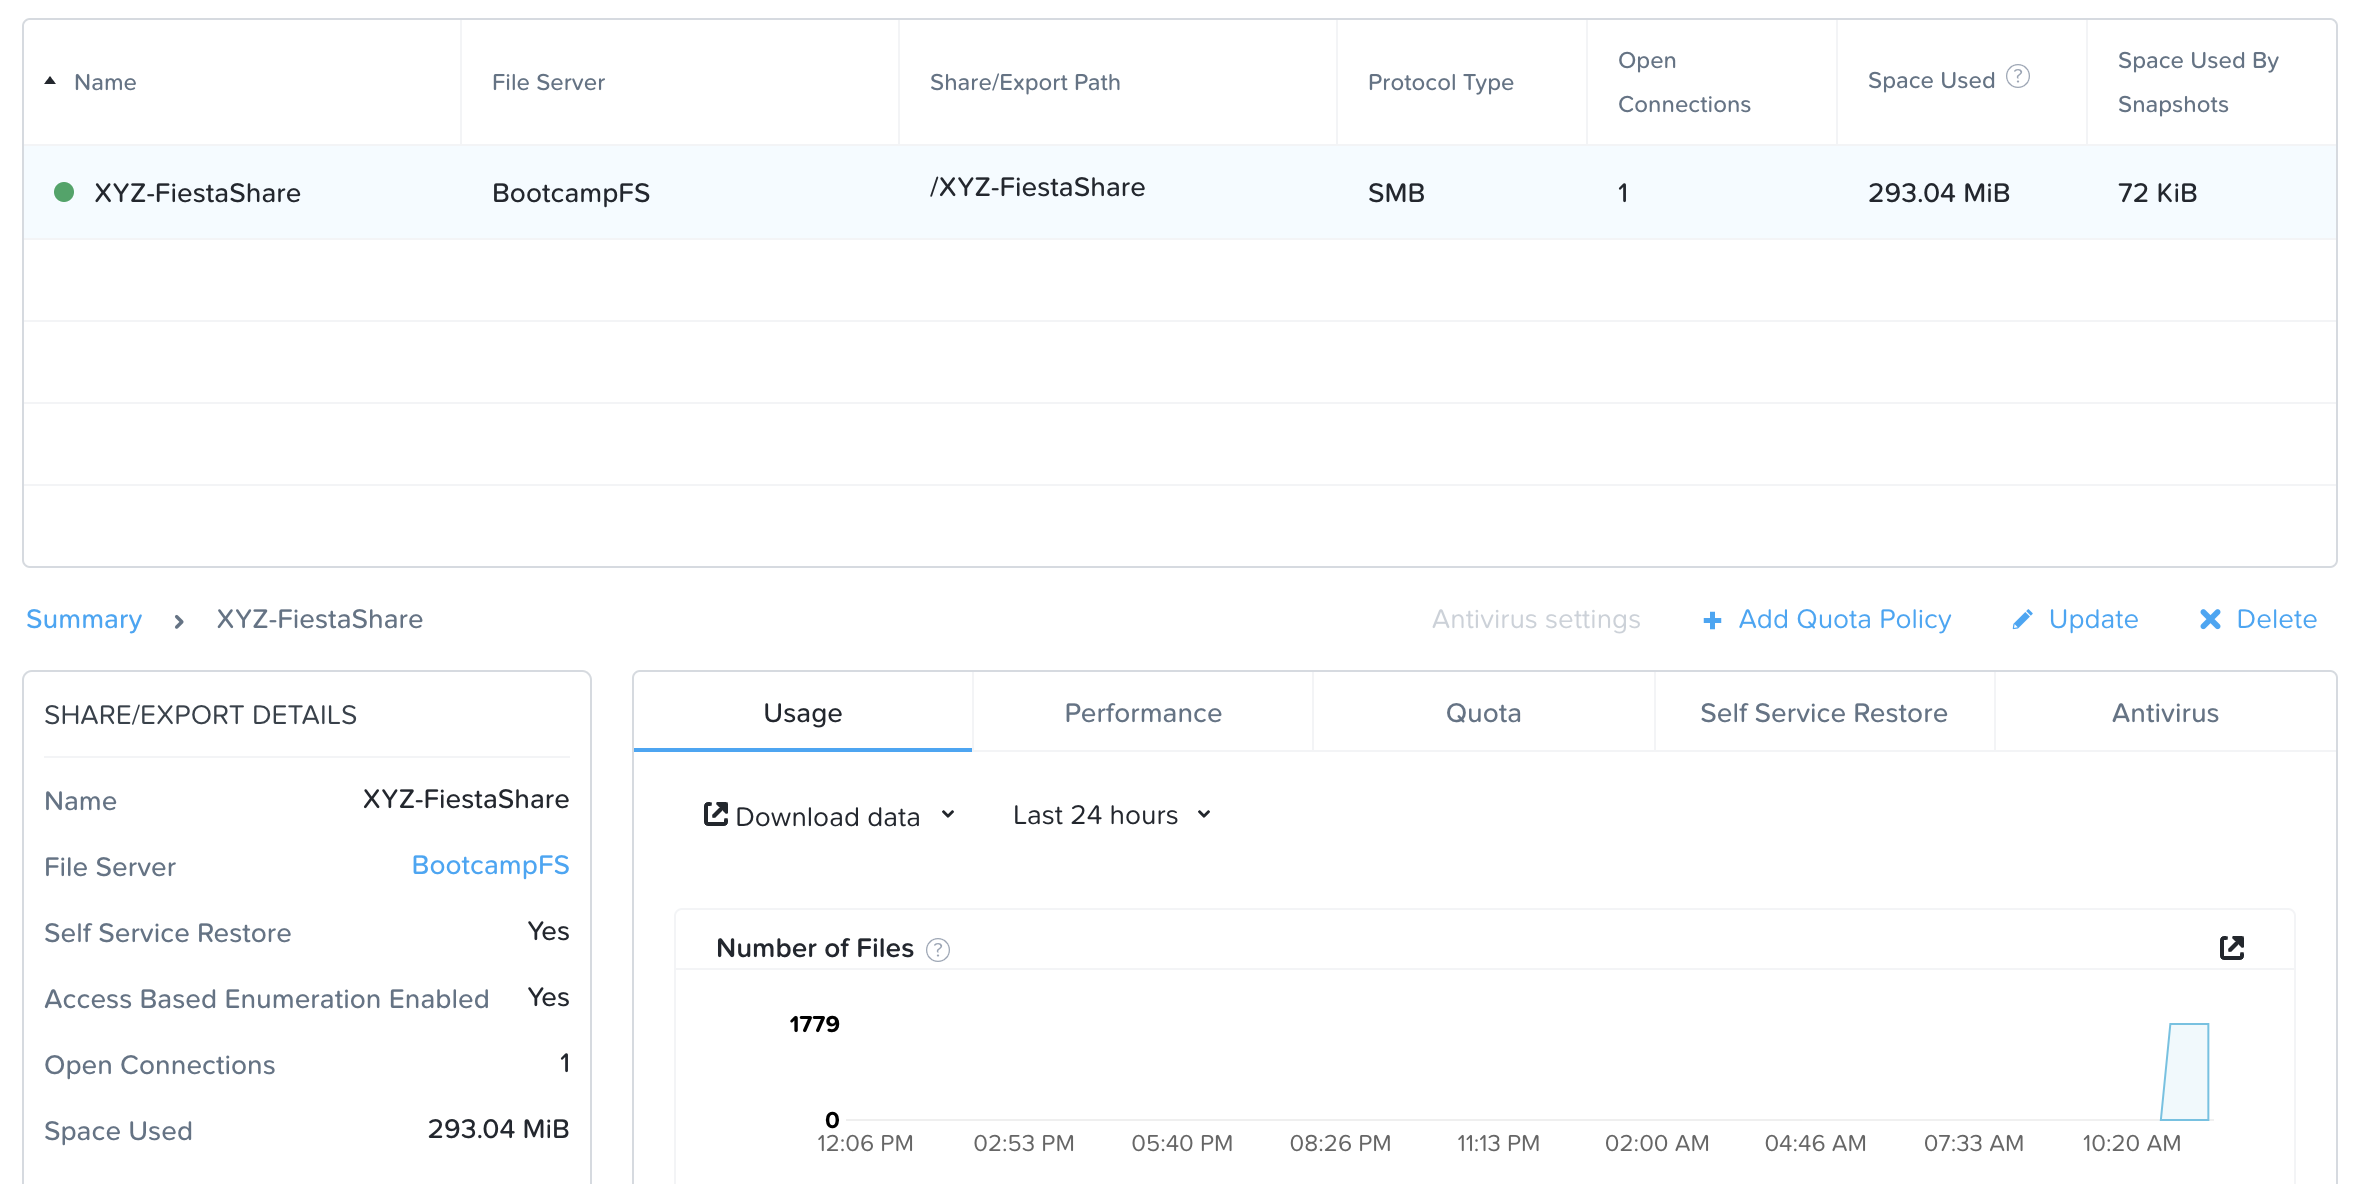 Name
File Server
Share/Export Path
Protocol Type
Open
Connections
Space Used
Space Used By
Snapshots
XYZ-FiestaShare
BootcampFS
/XYZ-FiestaShare
SMB
1
293.04 MiB
72 KiB
Summary
XYZ-FiestaShare
Antivirus settings
Add Quota Policy
Update
Delete
SHARE/EXPORT DETAILS
Name XYZ-FiestaShare
File Server BootcampFS
Self Service Restore Yes
Access Based Enumeration Enabled Yes
Open Connections 1
Space Used 293.04 MiB
Usage
Performance
Quota
Self Service Restore
Antivirus
Download data
Last 24 hours
Number of Files
1779
0
12:06 PM 02:53 PM 05:40 PM 08:26 PM 11:13 PM 02:00 AM 04:46 AM 07:33 AM 10:20 AM